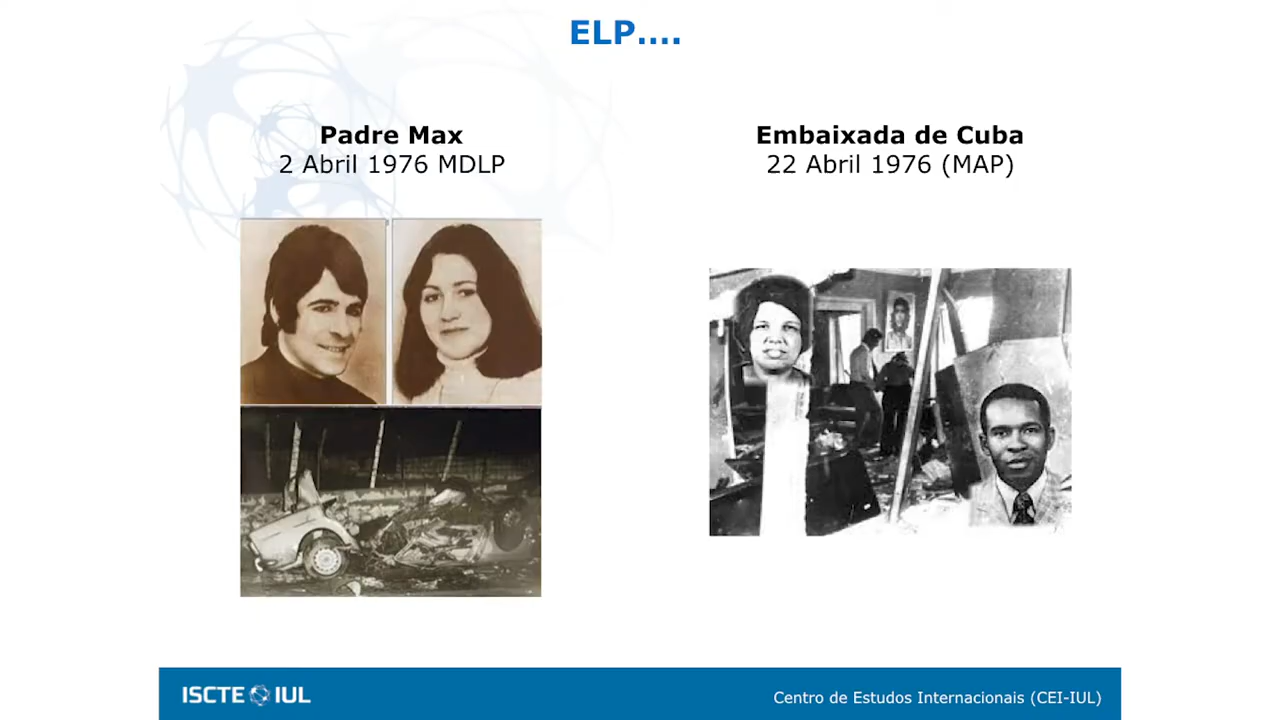 ELP....
Padre Max
2 Abril 1976 MDLP
Embaixada de Cuba
22 Abril 1976 (MAP)
ISCTE IUL
Centro de Estudos Internacionais (CEI-IUL)